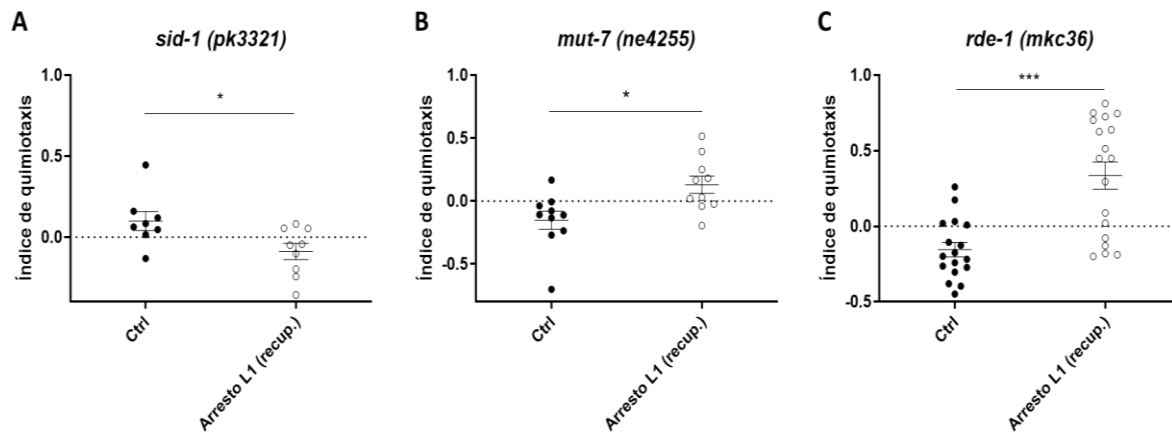 A
sid-1 (pk3321)
Índice de quimiotaxis
1.0
0.5
0.0
*
Ctrl
Arresto L1 (recup.)
B
mut-7 (ne4255)
Índice de quimiotaxis
1.0
0.5
0.0
-0.5
*
Ctrl
Arresto L1 (recup.)
C
rde-1 (mkc36)
Índice de quimiotaxis
1.0
0.5
0.0
-0.5
***
Ctrl
Arresto L1 (recup.)